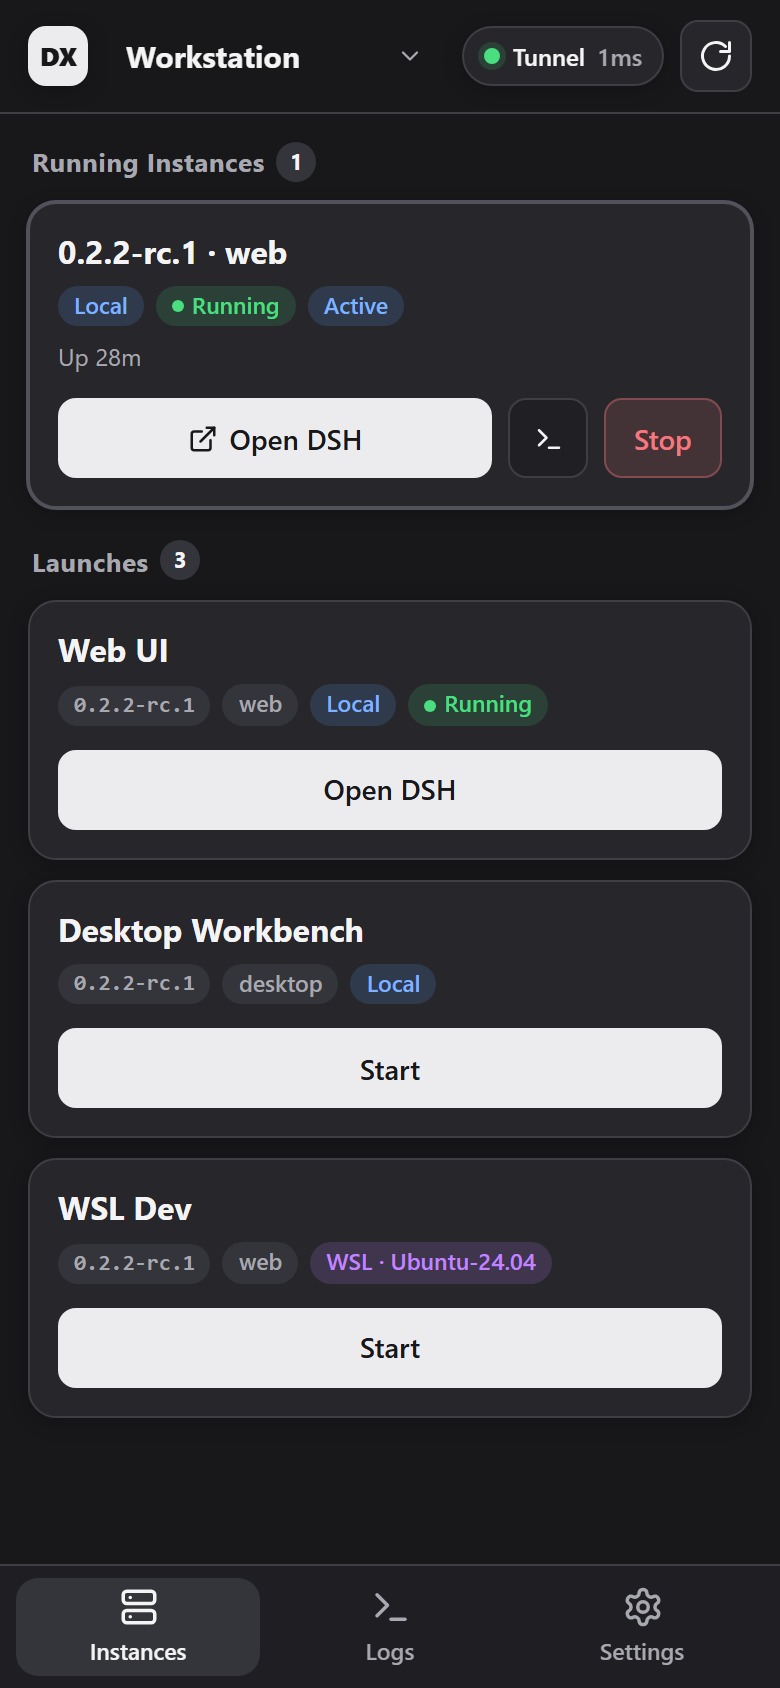 DX Workstation Tunnel 1ms
Running Instances 1
0.2.2-rc.1 · web
Local Running Active
Up 28m
Open DSH Stop
Launches 3
Web UI
0.2.2-rc.1 web Local Running
Open DSH
Desktop Workbench
0.2.2-rc.1 desktop Local
Start
WSL Dev
0.2.2-rc.1 web WSL · Ubuntu-24.04
Start
Instances Logs Settings